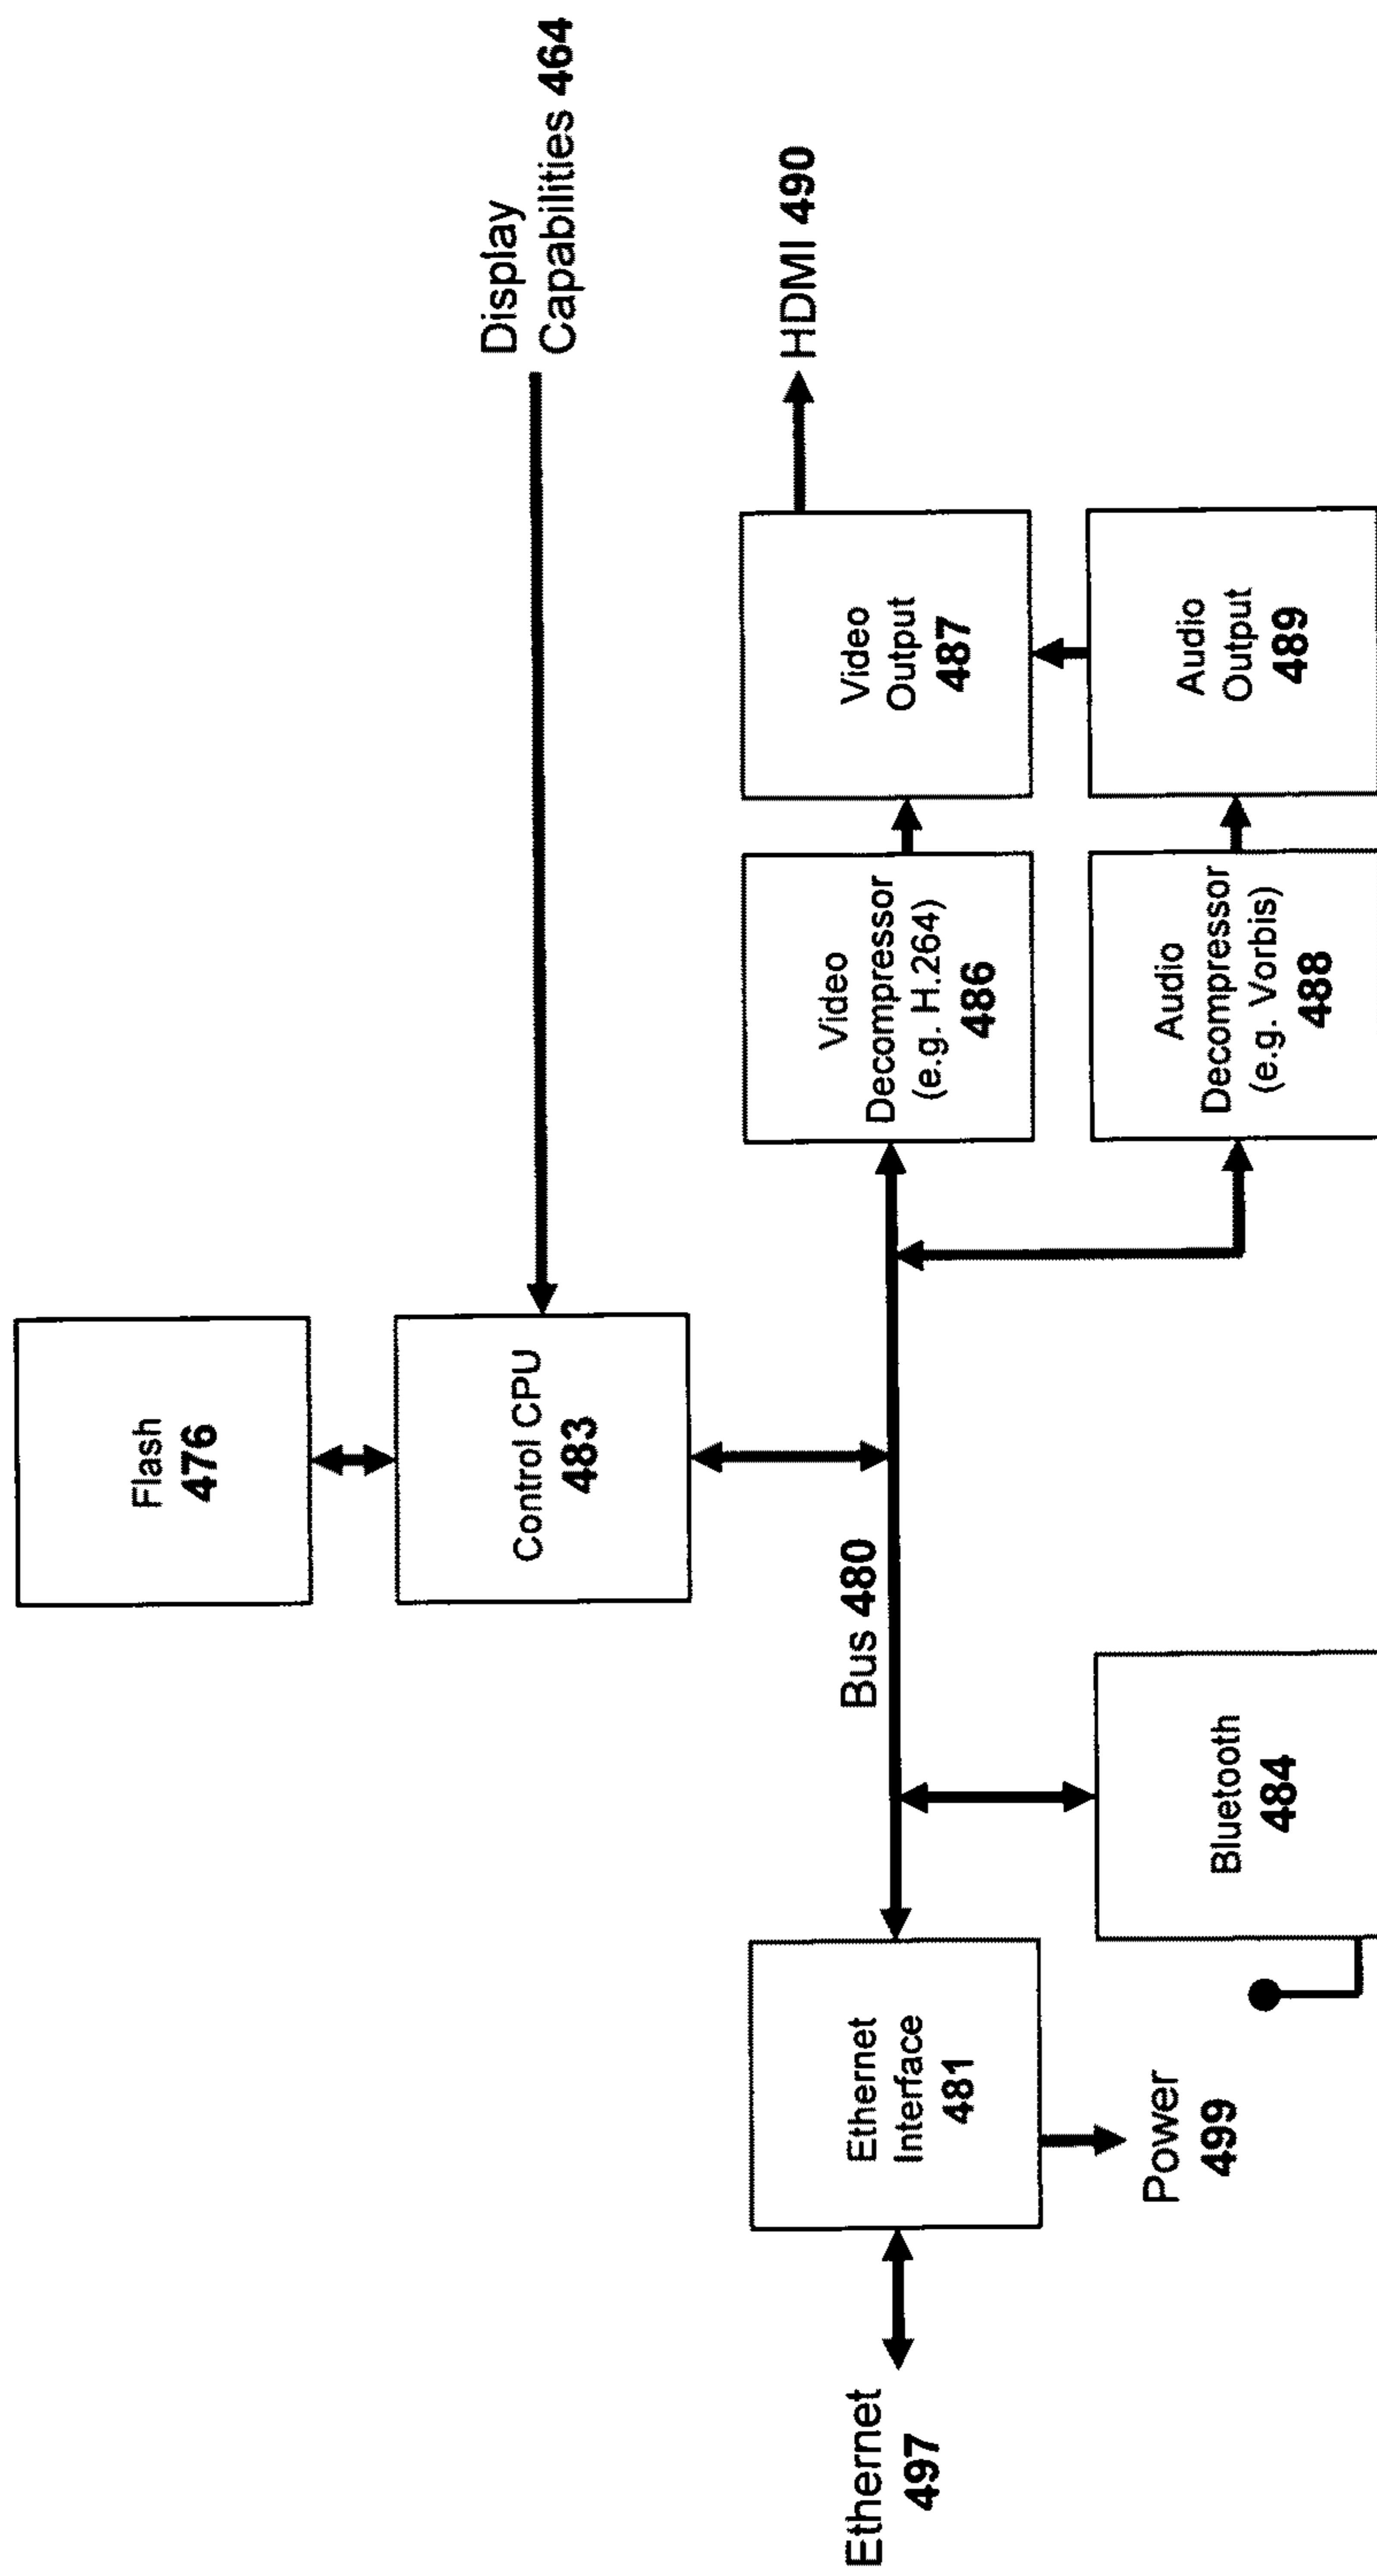 Flash
476
Display
Capabilities 464
Control CPU
483
HDMI 490
Bus 480
Ethernet
497
Ethernet
Interface
481
Video
Decompressor
(e.g. H.264)
486
Video
Output
487
Power
499
Bluetooth
484
Audio
Decompressor
(e.g. Vorbis)
488
Audio
Output
489